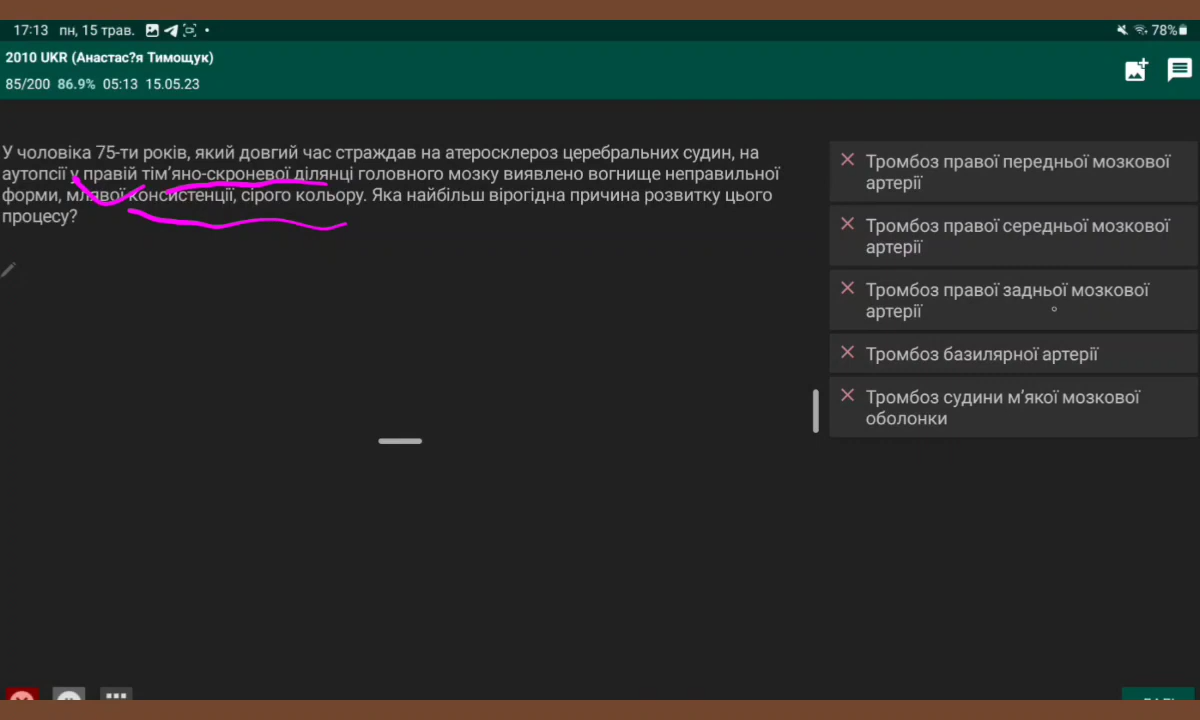 17:13 пн, 15 трав. 78%
2010 UKR (Анастас?я Тимощук)
85/200 86.9% 05:13 15.05.23
У чоловіка 75-ти років, який довгий час страждав на атеросклероз церебральних судин, на
аутопсії у правій тім’яно-скроневої ділянці головного мозку виявлено вогнище неправильної
форми, млявої консистенції, сірого кольору. Яка найбільш вірогідна причина розвитку цього
процесу?
Тромбоз правої передньої мозкової
артерії
Тромбоз правої середньої мозкової
артерії
Тромбоз правої задньої мозкової
артерії
Тромбоз базилярної артерії
Тромбоз судини м’якої мозкової
оболонки